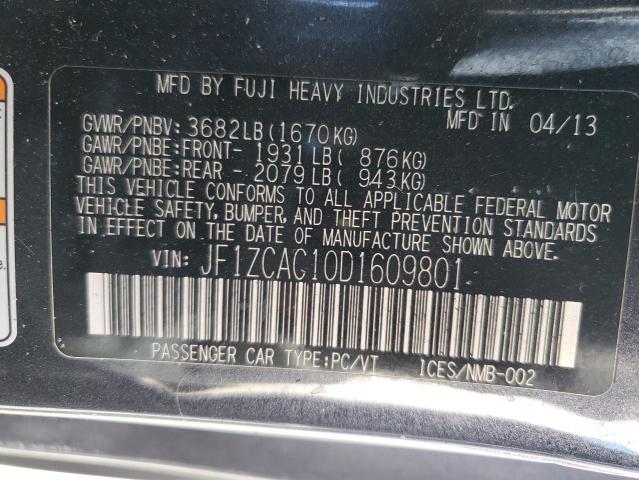 MFD BY FUJI HEAVY INDUSTRIES LTD.
GVWR/PNBV: 3682LB(1670KG) MFD IN 04/13
GAWR/PNBE:FRONT- 1931LB( 876KG)
GAWR/PNBE:REAR - 2079LB( 943KG)
THIS VEHICLE CONFORMS TO ALL APPLICABLE FEDERAL MOTOR
VEHICLE SAFETY, BUMPER, AND THEFT PREVENTION STANDARDS
IN EFFECT ON THE DATE OF MANUFACTURE SHOWN ABOVE.
VIN: JF1ZCAC10D1609801
PASSENGER CAR TYPE:PC/VT ICES/NMB-002